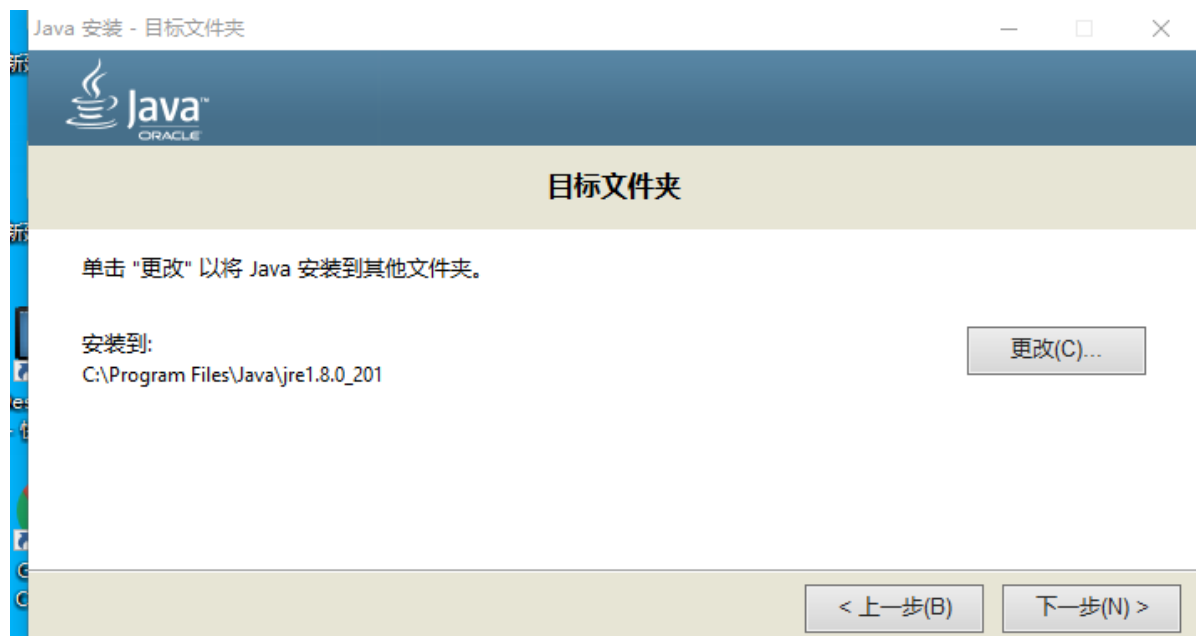 Java 安装 - 目标文件夹
Java™
ORACLE
目标文件夹
单击 "更改" 以将 Java 安装到其他文件夹。
安装到:
更改(C)...
C:\Program Files\Java\jre1.8.0_201
< 上一步(B)
下一步(N) >